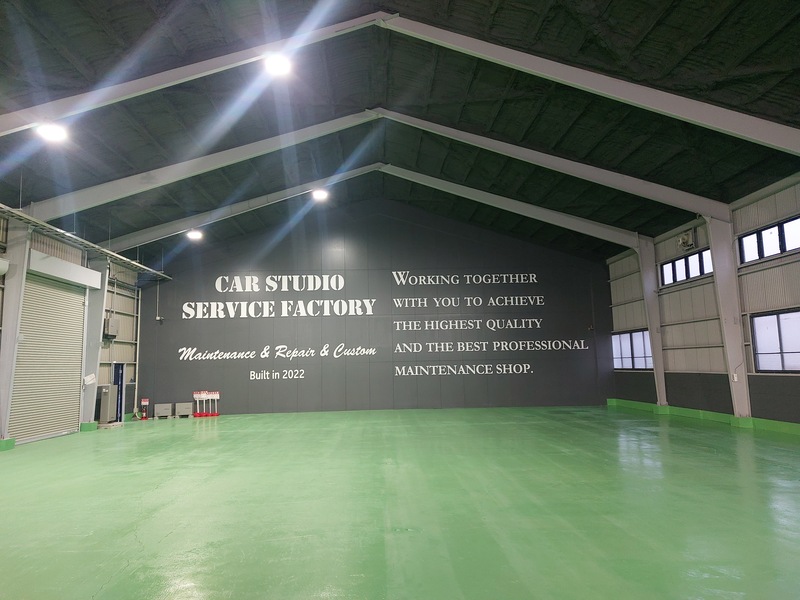 CAR STUDIO
SERVICE FACTORY
Maintenance & Repair & Custom
Built in 2022
WORKING TOGETHER
WITH YOU TO ACHIEVE
THE HIGHEST QUALITY
AND THE BEST PROFESSIONAL
MAINTENANCE SHOP.